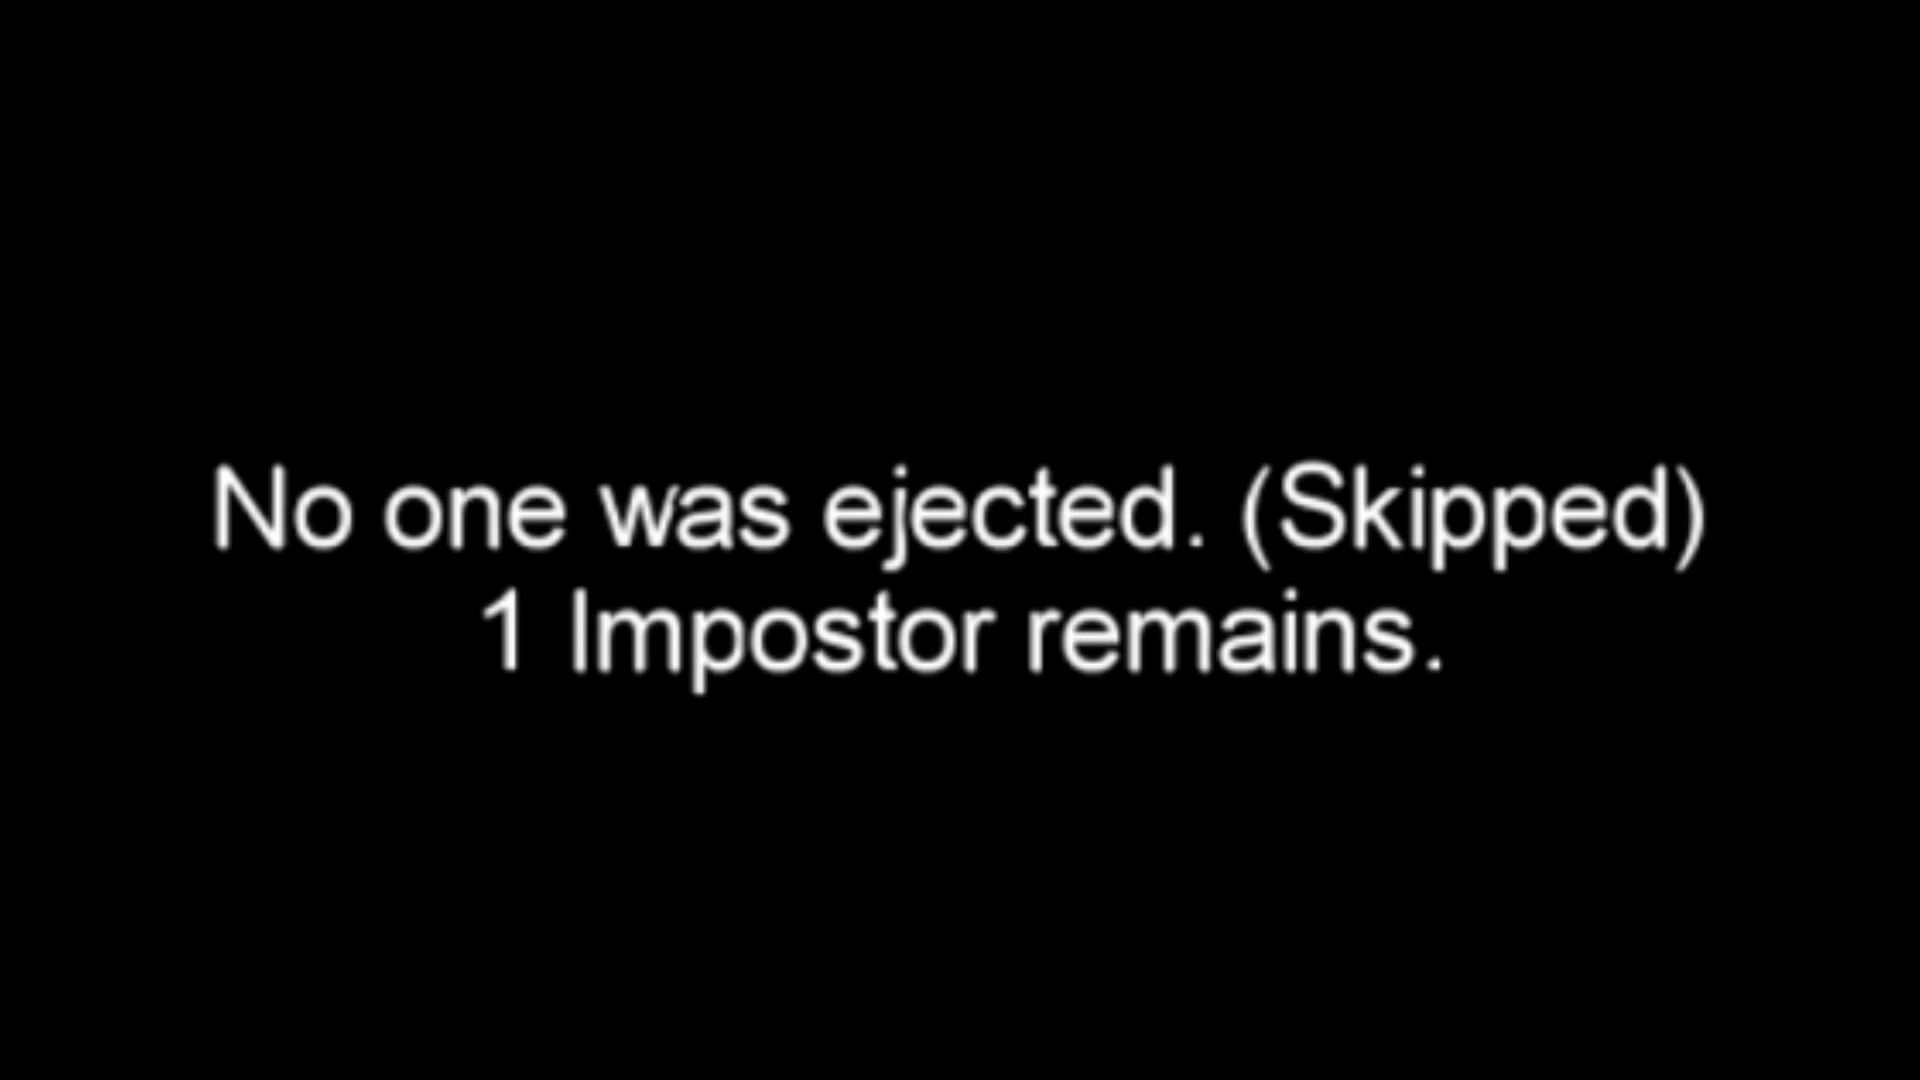 No one was ejected. (Skipped)
1 Impostor remains.